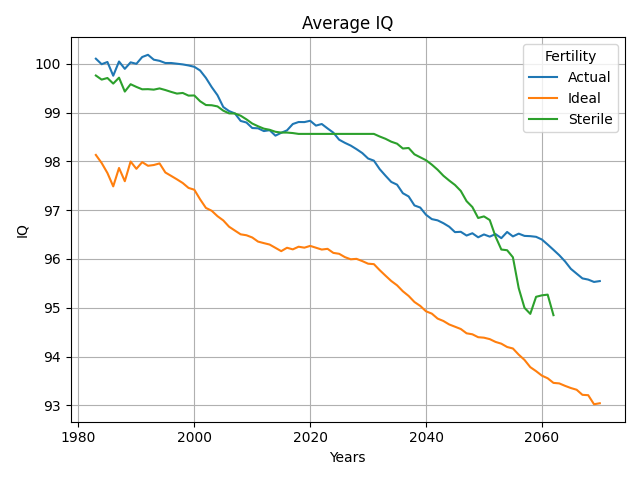 Average IQ
Fertility
Actual
Ideal
Sterile
IQ
100
99
98
97
96
95
94
93
1980 2000 2020 2040 2060
Years